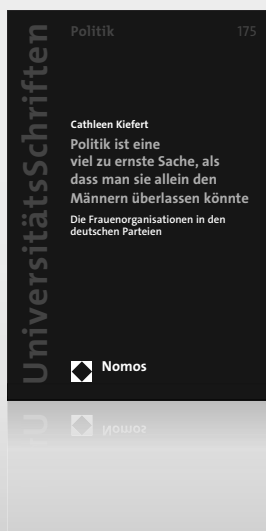 Politik 175
UniversitätsSchriften
Cathleen Kiefert
Politik ist eine
viel zu ernste Sache, als
dass man sie allein den
Männern überlassen könnte
Die Frauenorganisationen in den
deutschen Parteien
Nomos